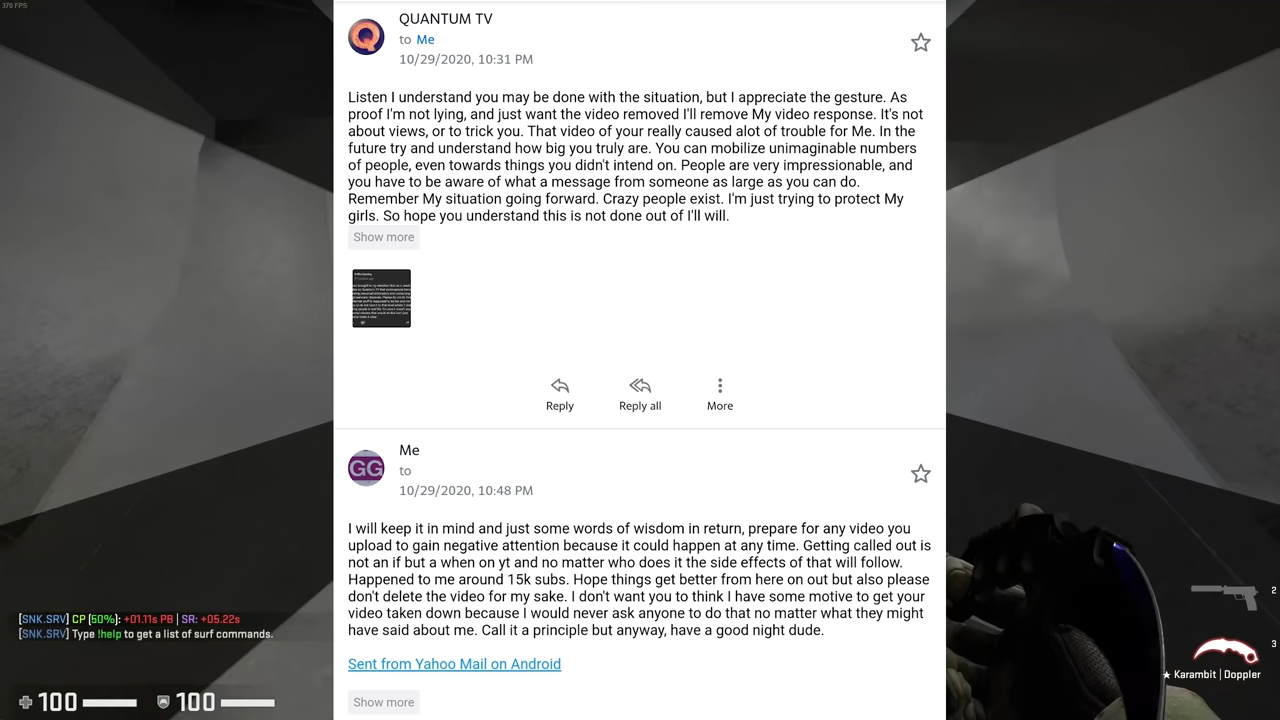 370 FPS
QUANTUM TV
to Me
10/29/2020, 10:31 PM
Listen I understand you may be done with the situation, but I appreciate the gesture. As
proof I'm not lying, and just want the video removed I'll remove My video response. It's not
about views, or to trick you. That video of your really caused alot of trouble for Me. In the
future try and understand how big you truly are. You can mobilize unimaginable numbers
of people, even towards things you didn't intend on. People are very impressionable, and
you have to be aware of what a message from someone as large as you can do.
Remember My situation going forward. Crazy people exist. I'm just trying to protect My
girls. So hope you understand this is not done out of I'll will.
Show more
Reply
Reply all
More
GG
Me
to
10/29/2020, 10:48 PM
I will keep it in mind and just some words of wisdom in return, prepare for any video you
upload to gain negative attention because it could happen at any time. Getting called out is
not an if but a when on yt and no matter who does it the side effects of that will follow.
Happened to me around 15k subs. Hope things get better from here on out but also please
don't delete the video for my sake. I don't want you to think I have some motive to get your
video taken down because I would never ask anyone to do that no matter what they might
have said about me. Call it a principle but anyway, have a good night dude.
Sent from Yahoo Mail on Android
Show more
[SNK.SRV] CP (50%): +01.11s PB | SR: +05.22s
[SNK.SRV] Type !help to get a list of surf commands.
100
100
2
3
★ Karambit | Doppler